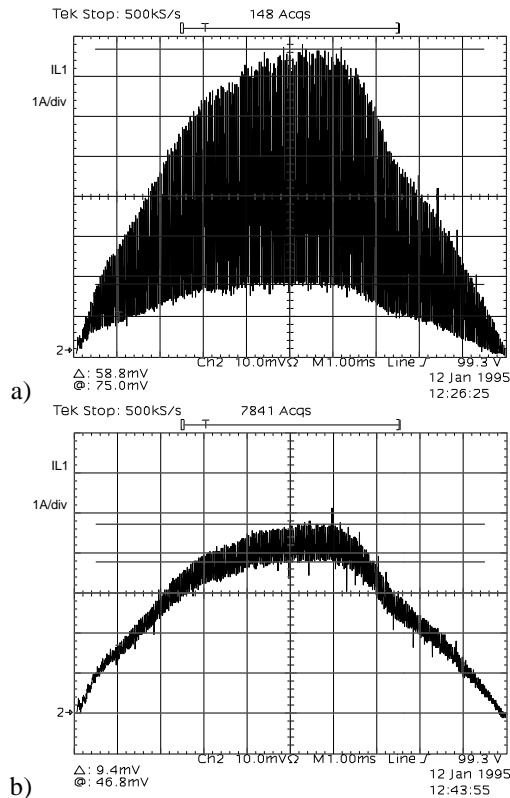 Tek Stop: 500kS/s 148 Acqs
IL1
1A/div
2→
Ch2 10.0mVΩ M1.00ms Line ⎍ 99.3 V
Δ: 58.8mV
@: 75.0mV
12 Jan 1995
12:26:25
a)
Tek Stop: 500kS/s 7841 Acqs
IL1
1A/div
2→
Ch2 10.0mVΩ M1.00ms Line ⎍ 99.3 V
Δ: 9.4mV
@: 46.8mV
12 Jan 1995
12:43:55
b)